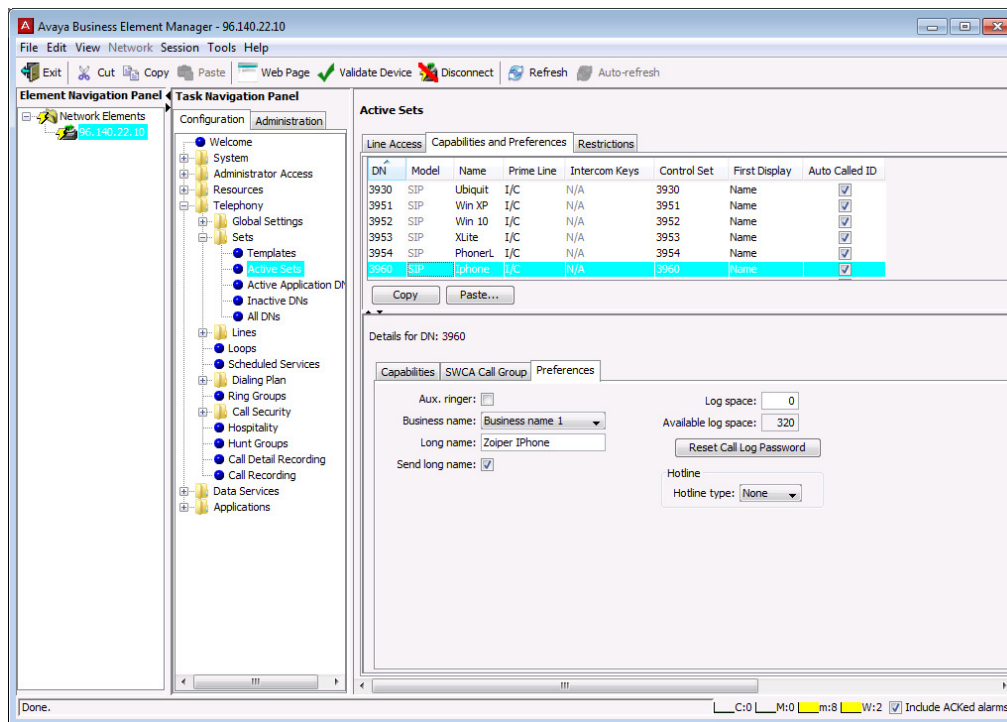 Avaya Business Element Manager - 96.140.22.10
File Edit View Network Session Tools Help
Exit Cut Copy Paste Web Page Validate Device Disconnect Refresh Auto-refresh
Element Navigation Panel
Network Elements
96.140.22.10
Task Navigation Panel
Configuration Administration
Welcome
System
Administrator Access
Resources
Telephony
Global Settings
Sets
Templates
Active Sets
Active Application DN
Inactive DNs
All DNs
Lines
Loops
Scheduled Services
Dialing Plan
Ring Groups
Call Security
Hospitality
Hunt Groups
Call Detail Recording
Call Recording
Data Services
Applications
Active Sets
Line Access Capabilities and Preferences Restrictions
DN Model Name Prime Line Intercom Keys Control Set First Display Auto Called ID
3930 SIP Ubiquit I/C N/A 3930 Name
3951 SIP Win XP I/C N/A 3951 Name
3952 SIP Win 10 I/C N/A 3952 Name
3953 SIP XLite I/C N/A 3953 Name
3954 SIP PhonerL I/C N/A 3954 Name
3960 SIP Iphone I/C N/A 3960 Name
Copy Paste...
Details for DN: 3960
Capabilities SWCA Call Group Preferences
Aux. ringer:
Business name: Business name 1
Long name: Zoiper IPhone
Send long name:
Log space: 0
Available log space: 320
Reset Call Log Password
Hotline
Hotline type: None
Done.
C:0 M:0 m:8 W:2 Include ACKed alarms